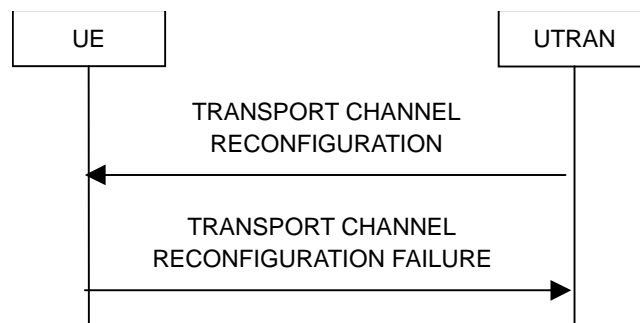 UE
UTRAN
TRANSPORT CHANNEL
RECONFIGURATION
TRANSPORT CHANNEL
RECONFIGURATION FAILURE